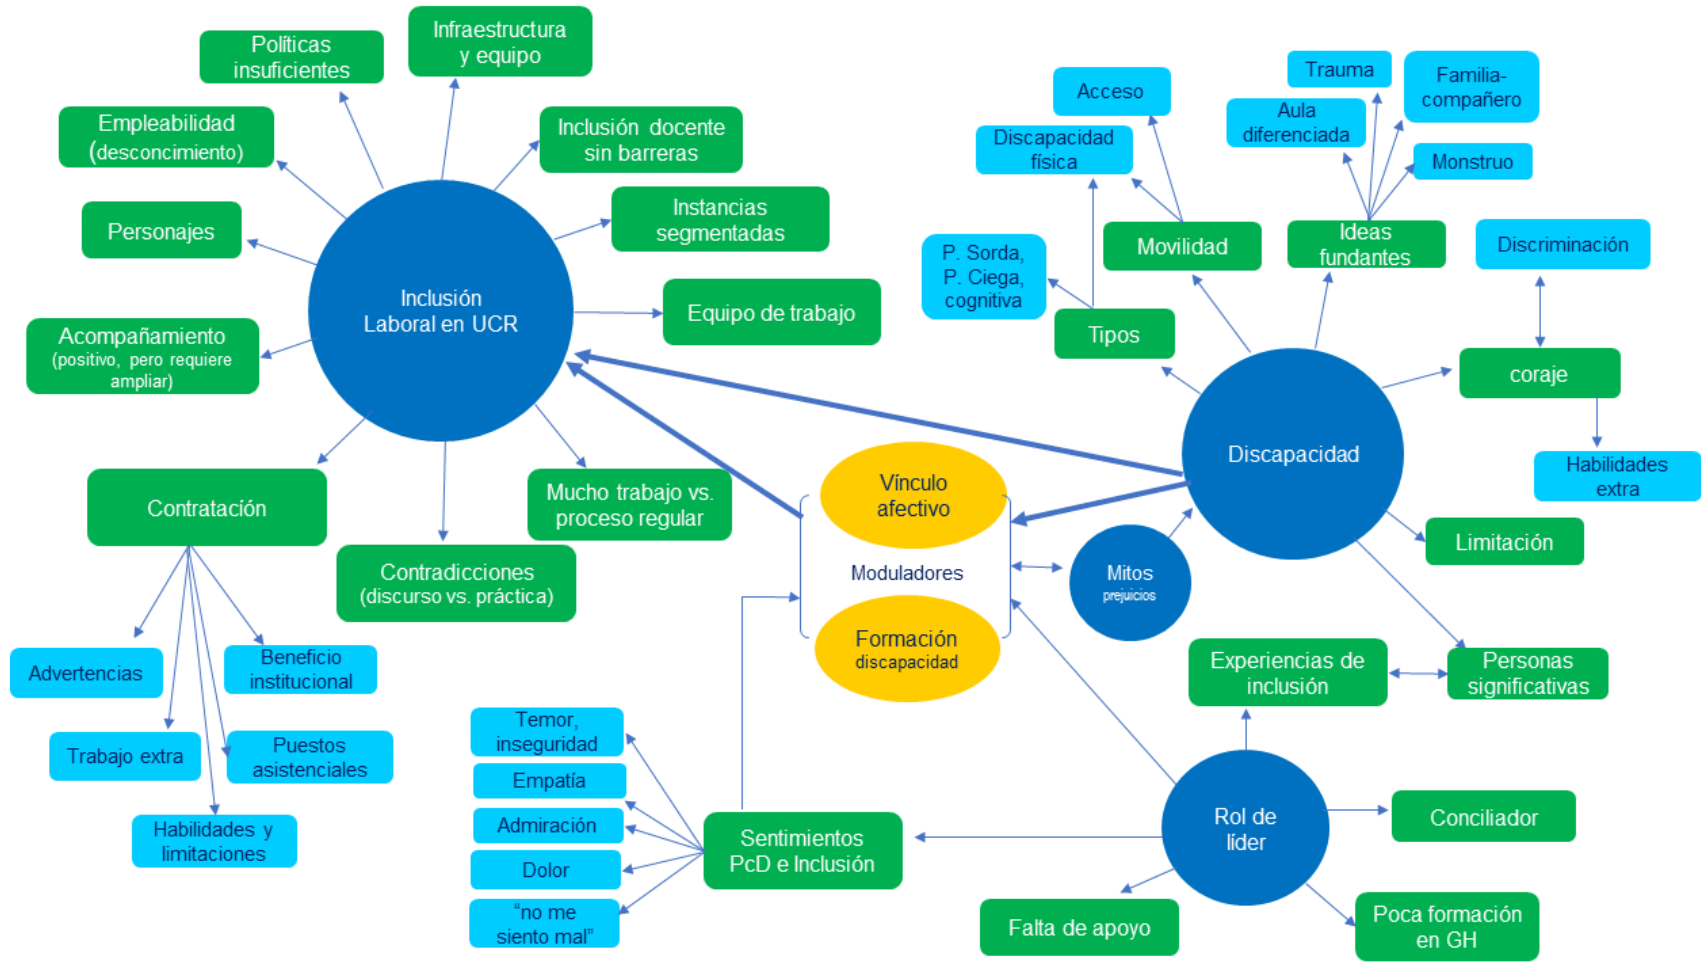 Políticas
insuficientes
Infraestructura
y equipo
Empleabilidad
(desconcimiento)
Inclusión docente
sin barreras
Personajes
Instancias
segmentadas
Inclusión
Laboral en UCR
Equipo de trabajo
Acompañamiento
(positivo, pero requiere
ampliar)
Contratacíón
Mucho trabajo vs.
proceso regular
Contradicciones
(discurso vs. práctica)
Advertencias
Beneficio
institucional
Trabajo extra
Puestos
asistenciales
Habilidades y
limitaciones
Acceso
Discapacidad
física
Trauma
Familia-
compañero
Aula
diferenciada
Monstruo
P. Sorda,
P. Ciega,
cognitiva
Movilidad
Ideas
fundantes
Discriminación
Tipos
coraje
Discapacidad
Habilidades
extra
Limitación
Vínculo
afectivo
Moduladores
Formación
discapacidad
Mitos
prejuicios
Experiencias de
inclusión
Personas
significativas
Temor,
inseguridad
Empatía
Admiración
Dolor
“no me
siento mal”
Sentimientos
PcD e Inclusión
Rol de
líder
Conciliador
Falta de apoyo
Poca formación
en GH